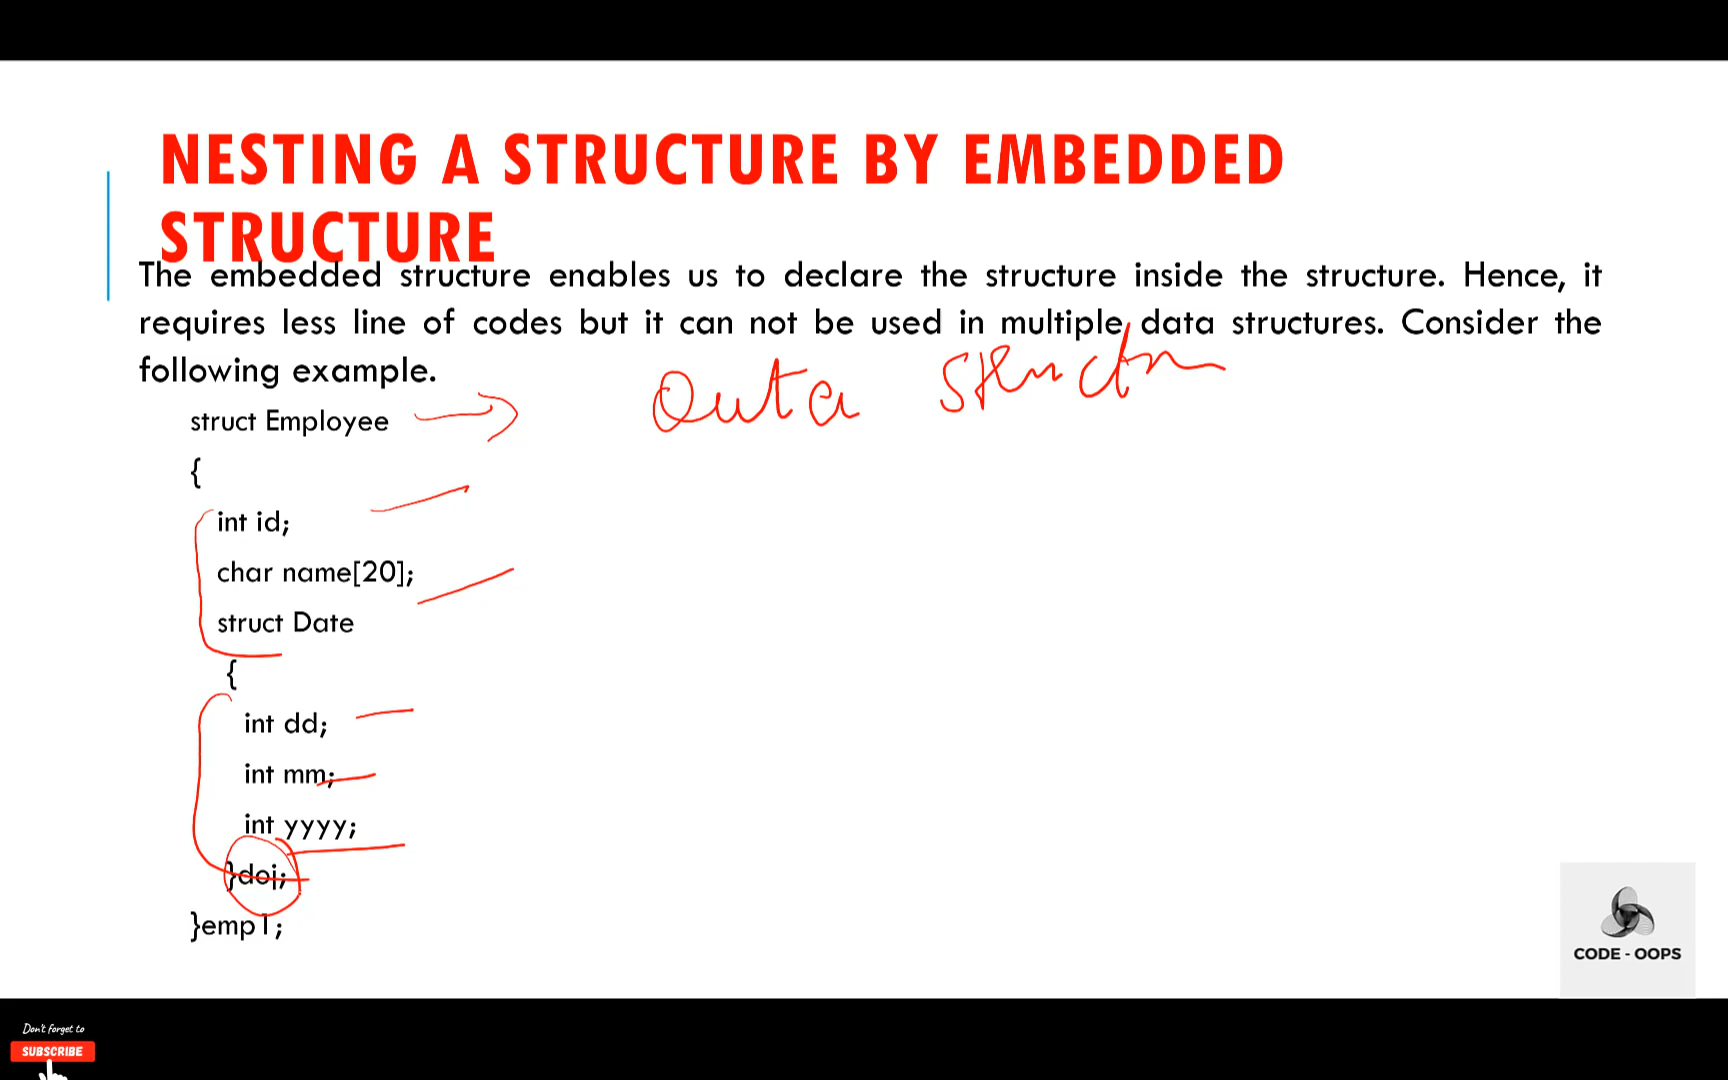 NESTING A STRUCTURE BY EMBEDDED
STRUCTURE
The embedded structure enables us to declare the structure inside the structure. Hence, it
requires less line of codes but it can not be used in multiple data structures. Consider the
following example.
struct Employee
{
int id;
char name[20];
struct Date
{
int dd;
int mm;
int yyyy;
}doj;
}emp1;
CODE - OOPS
Don't forget to
SUBSCRIBE